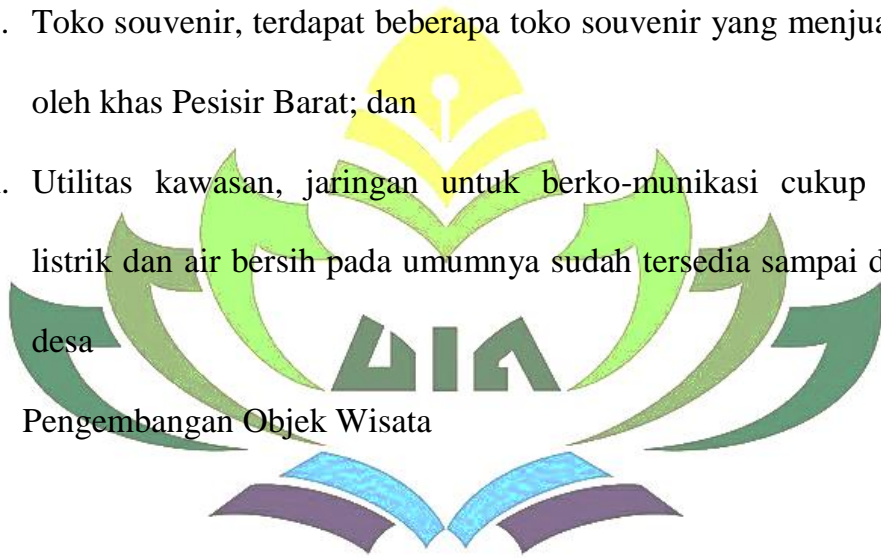 . Toko souvenir, terdapat beberapa toko souvenir yang menjua
oleh khas Pesisir Barat; dan
. Utilitas kawasan, jaringan untuk berko-munikasi cukup
listrik dan air bersih pada umumnya sudah tersedia sampai d
desa
UIN
Pengembangan Objek Wisata